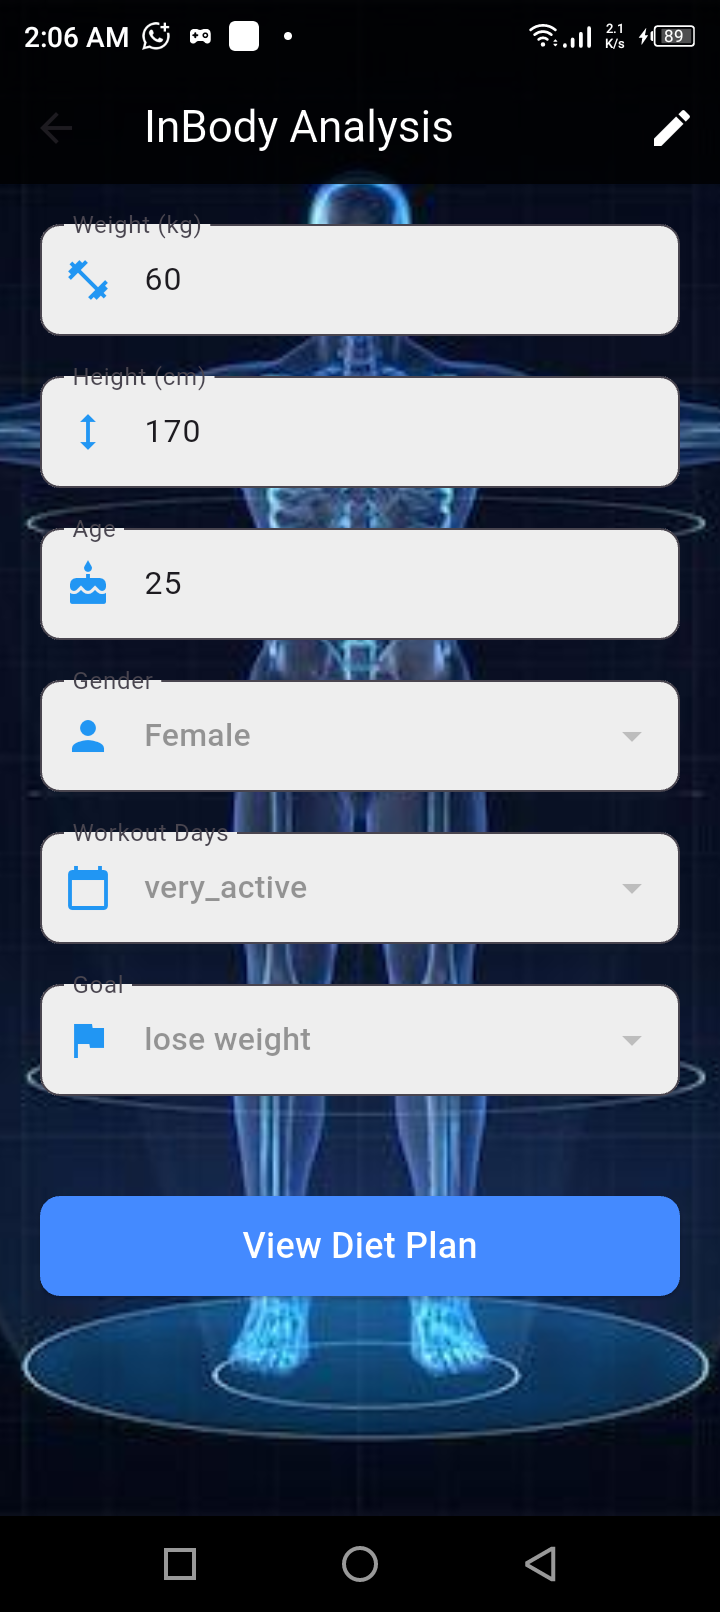 2:06 AM
2.1
K/s
89
InBody Analysis
Weight (kg)
60
Height (cm)
170
Age
25
Gender
Female
Workout Days
very_active
Goal
lose weight
View Diet Plan